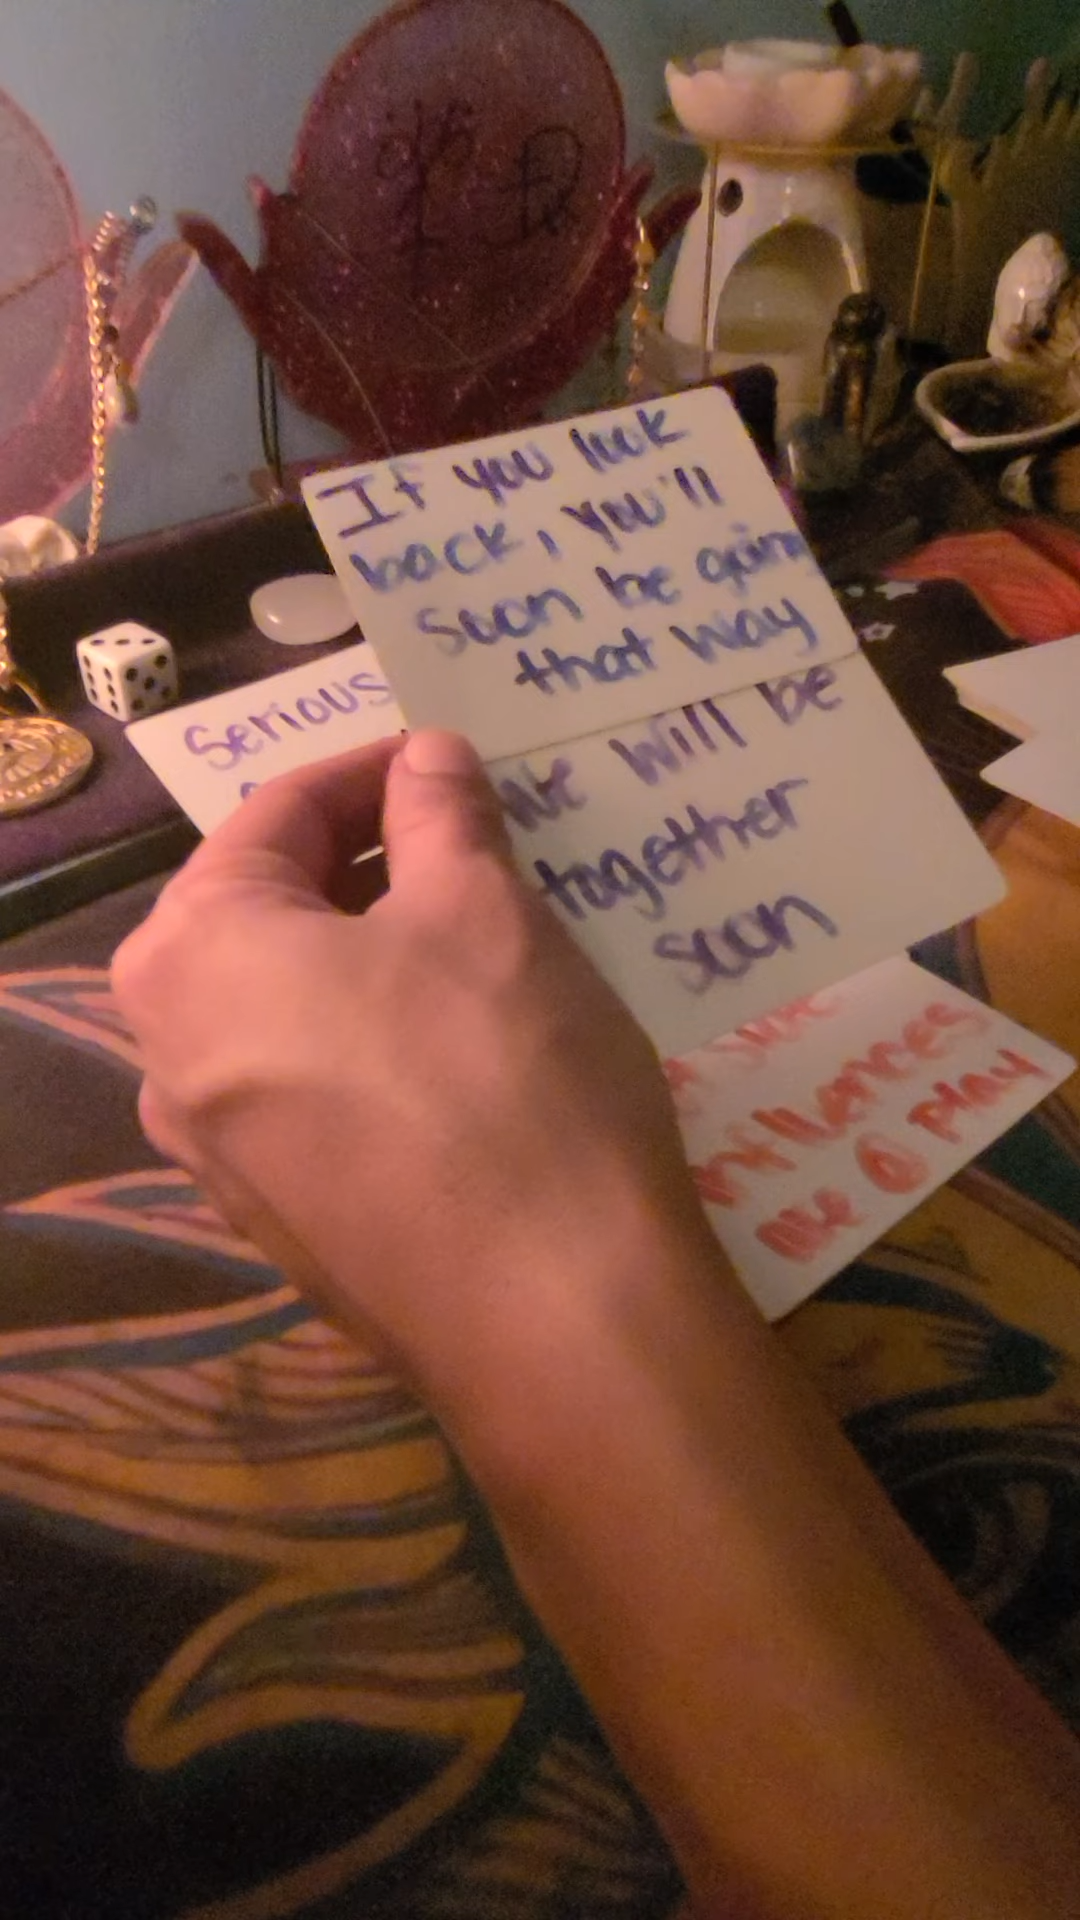 If you look
back, you'll
soon be going
that way
Serious
We will be
together
soon
influences
are @ play